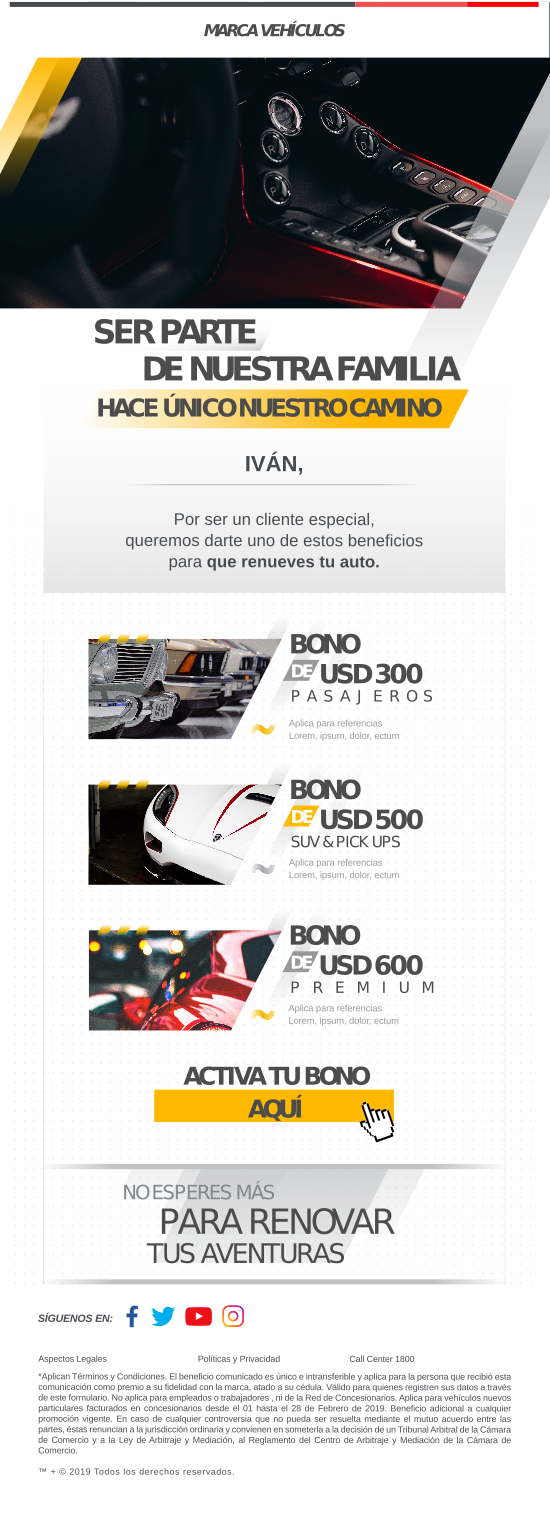 MARCA VEHÍCULOS
SER PARTE
DE NUESTRA FAMILIA
HACE ÚNICO NUESTRO CAMINO
IVÁN,
Por ser un cliente especial,
queremos darte uno de estos beneficios
para que renueves tu auto.
BONO
DE USD 300
PASAJEROS
Aplica para referencias
Lorem, ipsum, dolor, ectum
BONO
DE USD 500
SUV & PICK UPS
Aplica para referencias
Lorem, ipsum, dolor, ectum
BONO
DE USD 600
PREMIUM
Aplica para referencias
Lorem, ipsum, dolor, ectum
ACTIVA TU BONO
AQUÍ
NO ESPERES MÁS
PARA RENOVAR
TUS AVENTURAS
SÍGUENOS EN:
Aspectos Legales Políticas y Privacidad Call Center 1800
*Aplican Términos y Condiciones. El beneficio comunicado es único e intransferible y aplica para la persona que recibió esta
comunicación como premio a su fidelidad con la marca, atado a su cédula. Válido para quienes registren sus datos a través
de este formulario. No aplica para empleados o trabajadores , ni de la Red de Concesionarios. Aplica para vehículos nuevos
particulares facturados en concesionarios desde el 01 hasta el 28 de Febrero de 2019. Beneficio adicional a cualquier
promoción vigente. En caso de cualquier controversia que no pueda ser resuelta mediante el mutuo acuerdo entre las
partes, éstas renuncian a la jurisdicción ordinaria y convienen en someterla a la decisión de un Tribunal Arbitral de la Cámara
de Comercio y a la Ley de Arbitraje y Mediación, al Reglamento del Centro de Arbitraje y Mediación de la Cámara de
Comercio.
™ + © 2019 Todos los derechos reservados.